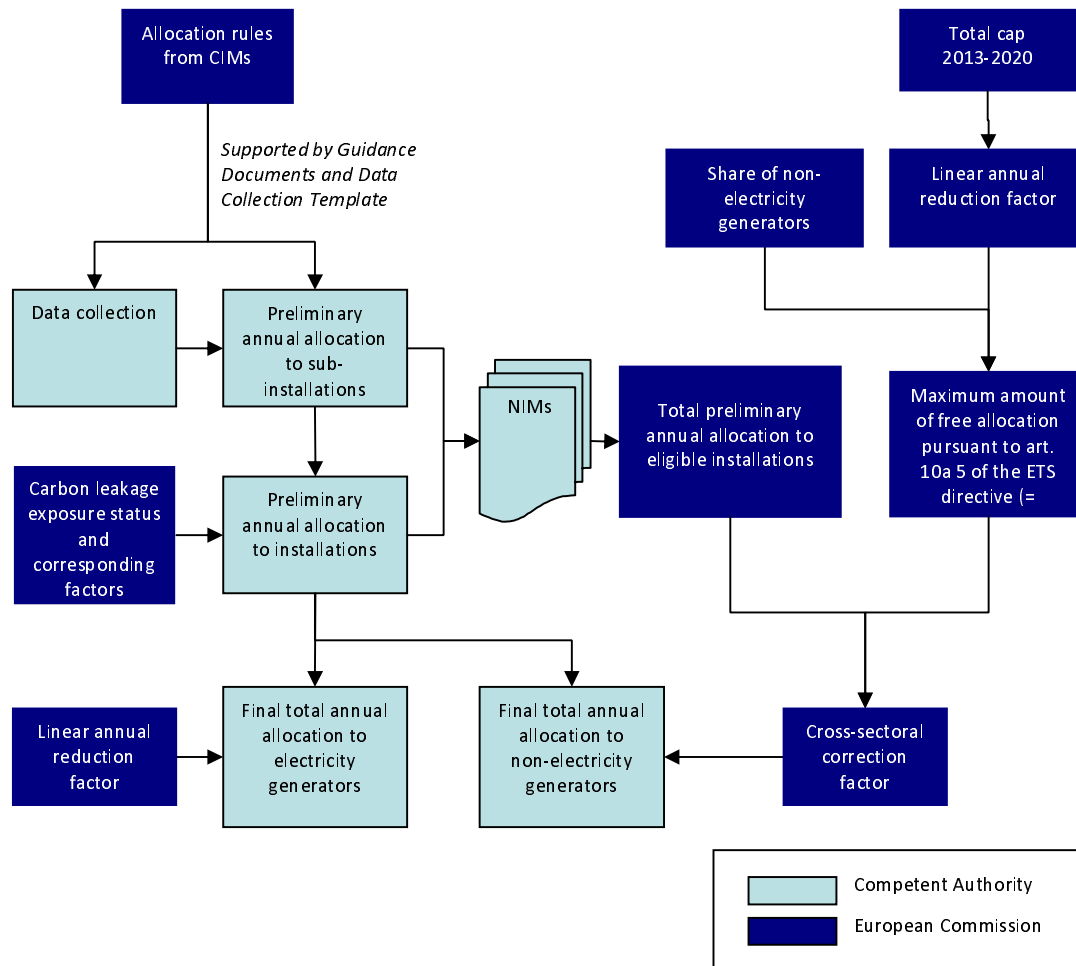 Allocation rules
from CIMs
Total cap
2013-2020
Supported by Guidance
Documents and Data
Collection Template
Share of non-
electricity
generators
Linear annual
reduction factor
Data collection
Preliminary
annual allocation
to sub-
installations
NIMs
Total preliminary
annual allocation to
eligible installations
Maximum amount
of free allocation
pursuant to art.
10a 5 of the ETS
directive (=
Carbon leakage
exposure status
and
corresponding
factors
Preliminary
annual allocation
to installations
Linear annual
reduction
factor
Final total annual
allocation to
electricity
generators
Final total annual
allocation to
non-electricity
generators
Cross-sectoral
correction
factor
Competent Authority
European Commission